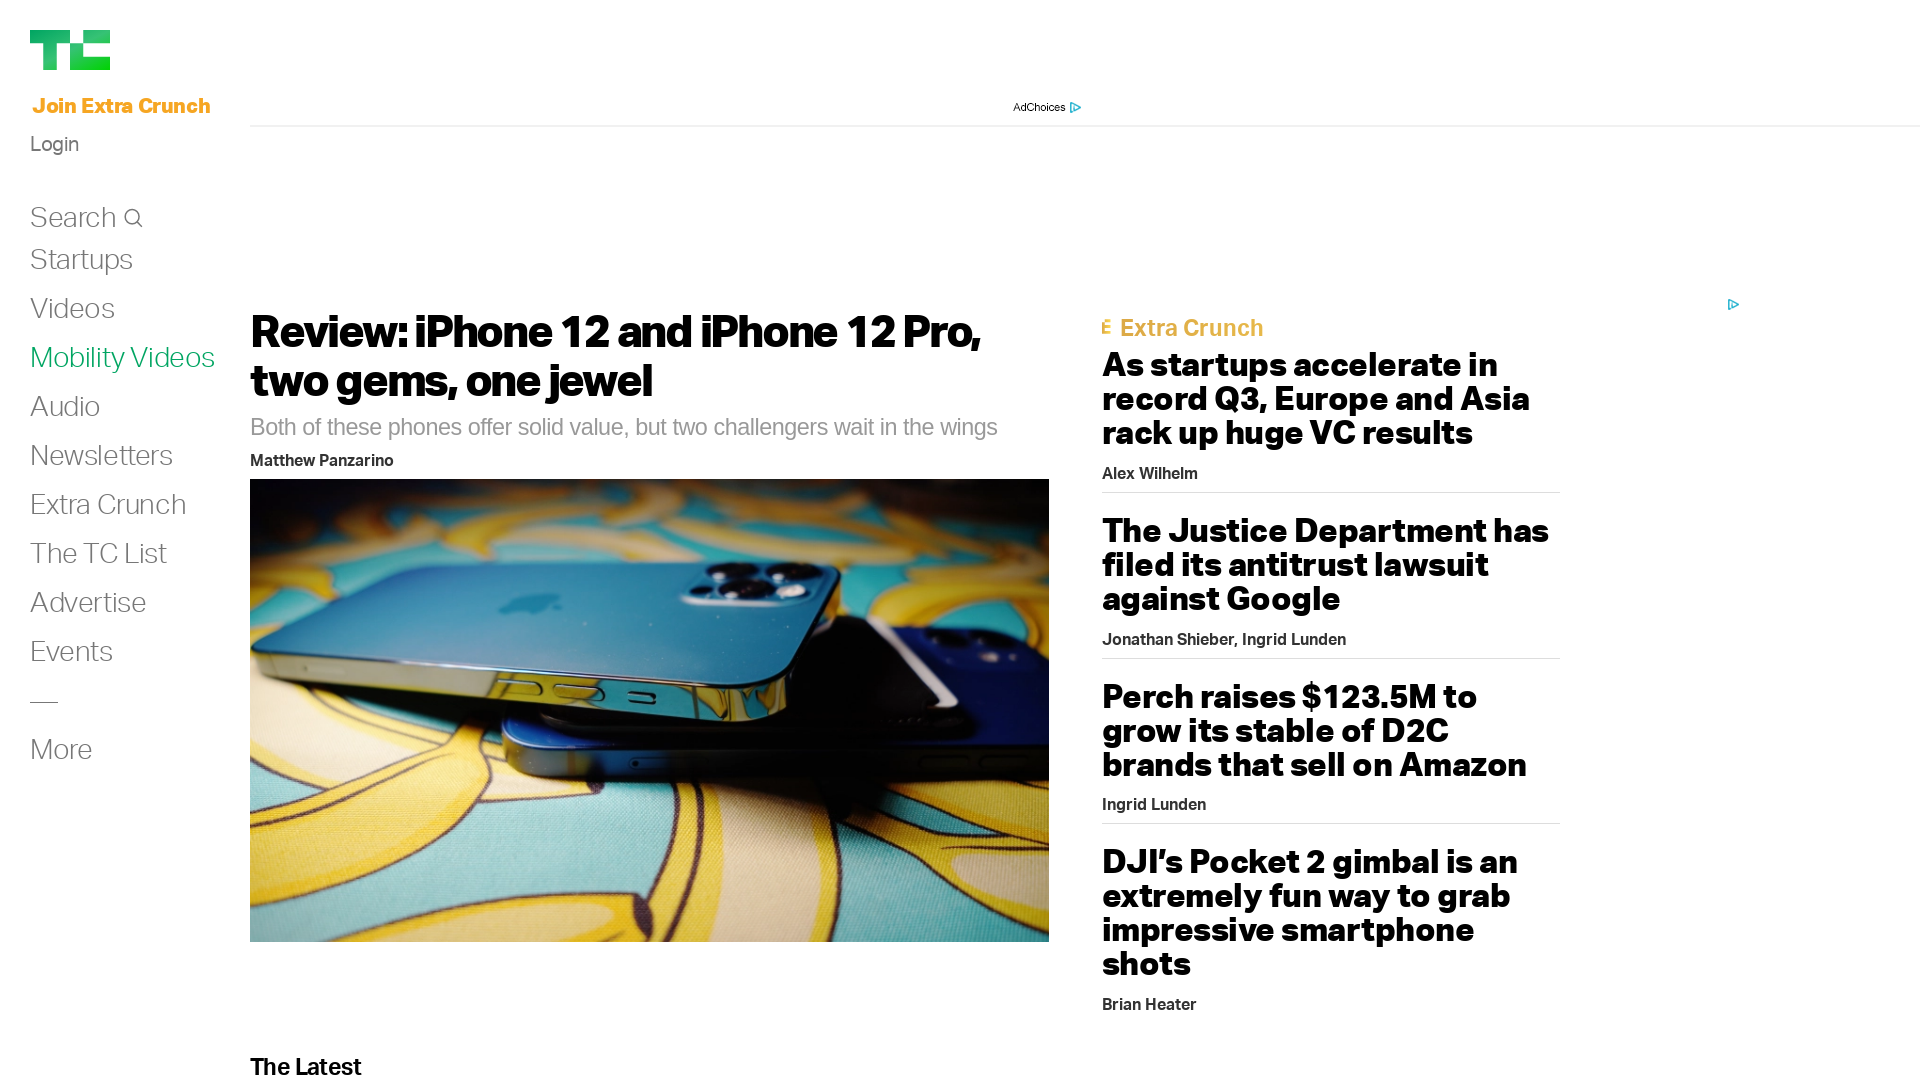 TC
Join Extra Crunch
Login
Search
Startups
Videos
Mobility Videos
Audio
Newsletters
Extra Crunch
The TC List
Advertise
Events
More
AdChoices
Review: iPhone 12 and iPhone 12 Pro,
two gems, one jewel
Both of these phones offer solid value, but two challengers wait in the wings
Matthew Panzarino
Extra Crunch
As startups accelerate in
record Q3, Europe and Asia
rack up huge VC results
Alex Wilhelm
The Justice Department has
filed its antitrust lawsuit
against Google
Jonathan Shieber, Ingrid Lunden
Perch raises $123.5M to
grow its stable of D2C
brands that sell on Amazon
Ingrid Lunden
DJI’s Pocket 2 gimbal is an
extremely fun way to grab
impressive smartphone
shots
Brian Heater
The Latest